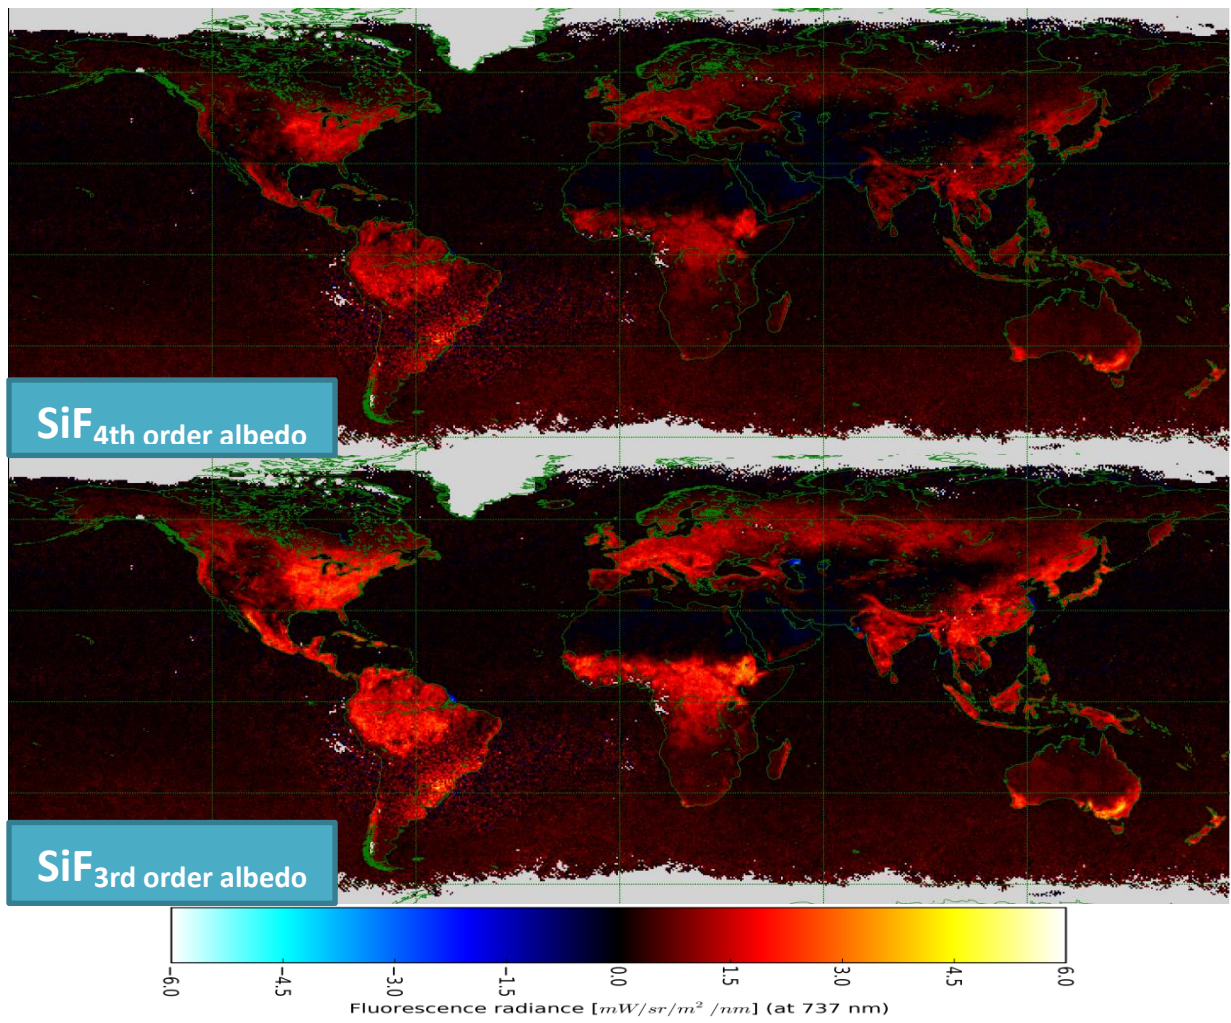 SiF4th order albedo
SiF3rd order albedo
-6.0 -4.5 -3.0 -1.5 0.0 1.5 3.0 4.5 6.0
Fluorescence radiance [mW/sr/m² /nm] (at 737 nm)